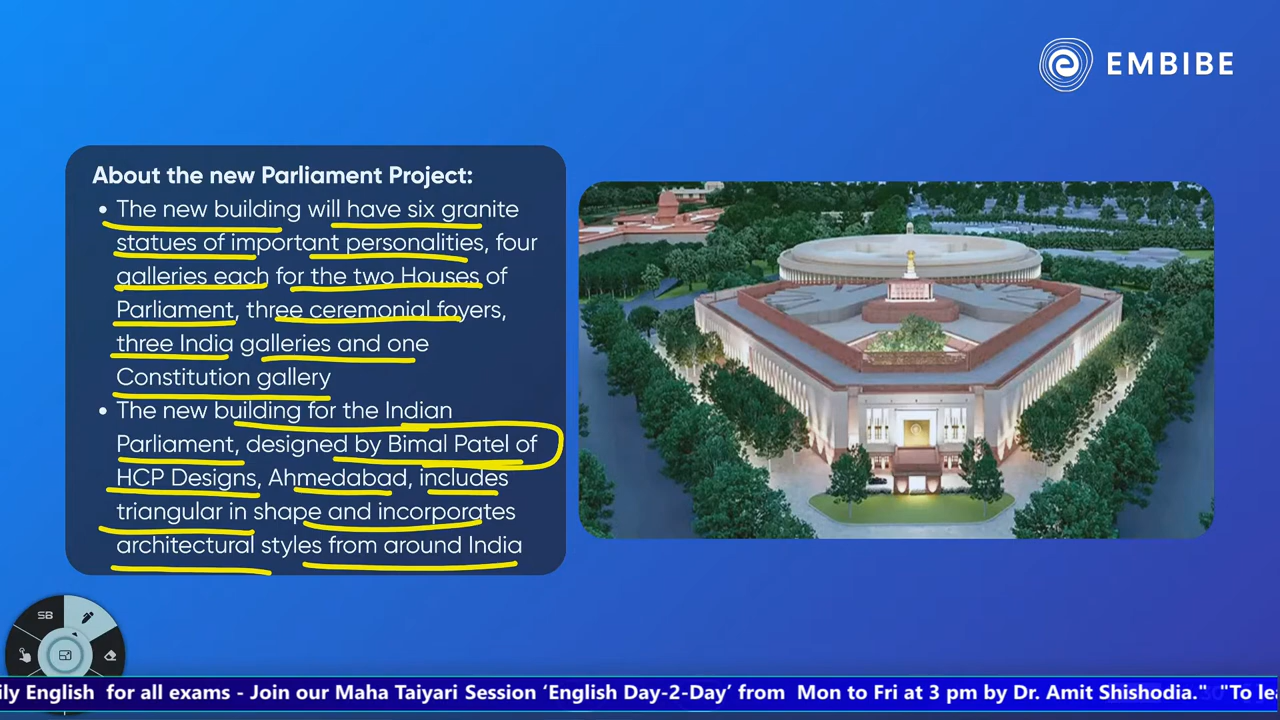 EMBIBE
About the new Parliament Project:
• The new building will have six granite
statues of important personalities, four
galleries each for the two Houses of
Parliament, three ceremonial foyers,
three India galleries and one
Constitution gallery
• The new building for the Indian
Parliament, designed by Bimal Patel of
HCP Designs, Ahmedabad, includes
triangular in shape and incorporates
architectural styles from around India
SB
ily English for all exams - Join our Maha Taiyari Session ‘English Day-2-Day’ from Mon to Fri at 3 pm by Dr. Amit Shishodia." "To lea